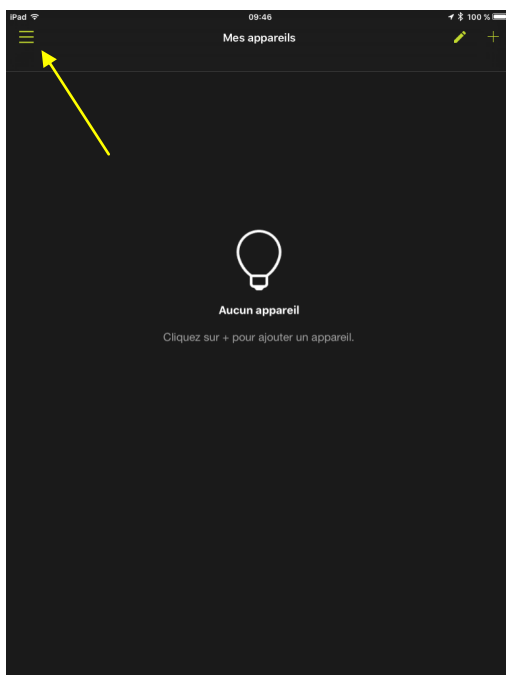 iPad 09:46 100 %
Mes appareils
Aucun appareil
Cliquez sur + pour ajouter un appareil.